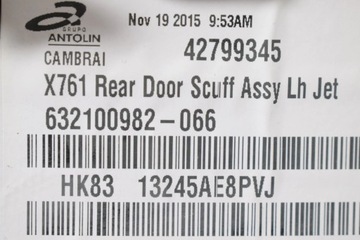 GRUPO
ANTOLIN
Nov 19 2015 9:53AM
CAMBRAI
42799345
X761 Rear Door Scuff Assy Lh Jet
632100982-066
HK83 13245AE8PVJ